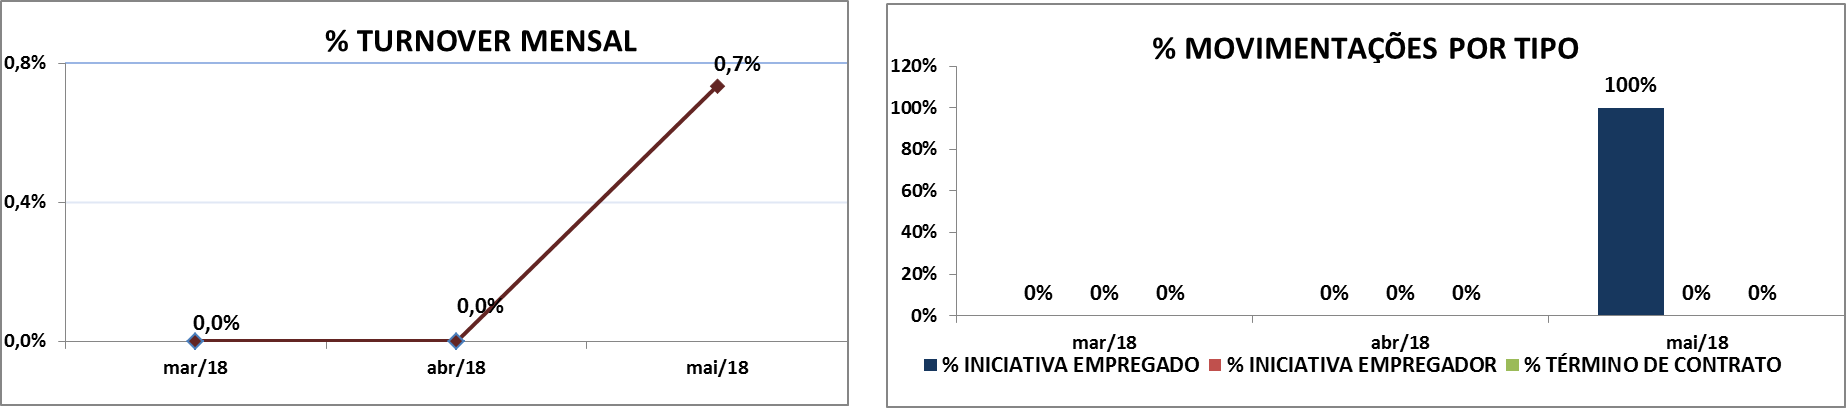 % TURNOVER MENSAL
0,8%
0,7%
0,4%
0,0%
0,0%
0,0%
mar/18 abr/18 mai/18
% MOVIMENTAÇÕES POR TIPO
120%
100%
100%
80%
60%
40%
20%
0% 0% 0% 0% 0% 0% 0% 0%
0%
mar/18 abr/18 mai/18
% INICIATIVA EMPREGADO % INICIATIVA EMPREGADOR % TÉRMINO DE CONTRATO